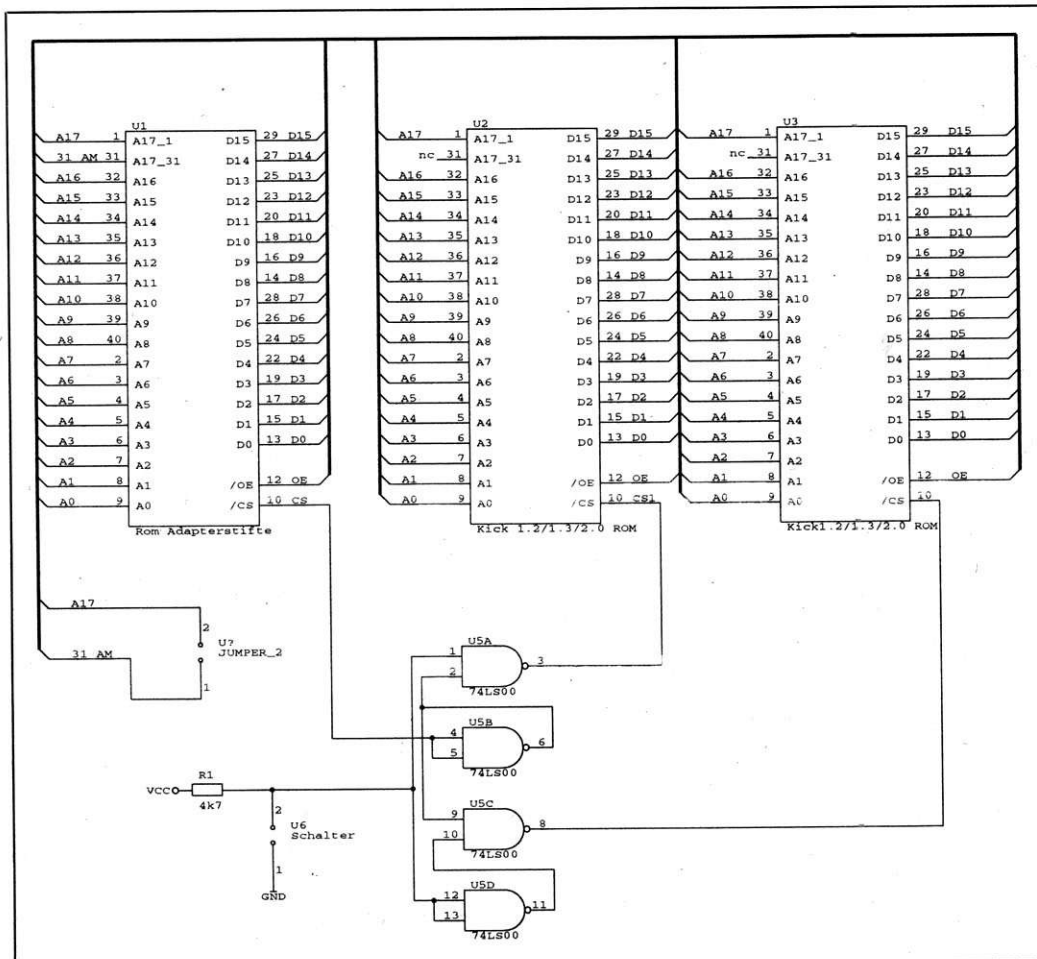 U1
A17 1 A17_1 D15 29 D15
31 AM 31 A17_31 D14 27 D14
A16 32 A16 D13 25 D13
A15 33 A15 D12 23 D12
A14 34 A14 D11 20 D11
A13 35 A13 D10 18 D10
A12 36 A12 D9 16 D9
A11 37 A11 D8 14 D8
A10 38 A10 D7 28 D7
A9 39 A9 D6 26 D6
A8 40 A8 D5 24 D5
A7 2 A7 D4 22 D4
A6 3 A6 D3 19 D3
A5 4 A5 D2 17 D2
A4 5 A4 D1 15 D1
A3 6 A3 D0 13 D0
A2 7 A2
A1 8 A1 /OE 12 OE
A0 9 A0 /CS 10 CS
Rom Adapterstifte
U2
A17 1 A17_1 D15 29 D15
nc 31 A17_31 D14 27 D14
A16 32 A16 D13 25 D13
A15 33 A15 D12 23 D12
A14 34 A14 D11 20 D11
A13 35 A13 D10 18 D10
A12 36 A12 D9 16 D9
A11 37 A11 D8 14 D8
A10 38 A10 D7 28 D7
A9 39 A9 D6 26 D6
A8 40 A8 D5 24 D5
A7 2 A7 D4 22 D4
A6 3 A6 D3 19 D3
A5 4 A5 D2 17 D2
A4 5 A4 D1 15 D1
A3 6 A3 D0 13 D0
A2 7 A2
A1 8 A1 /OE 12 OE
A0 9 A0 /CS 10 CS1
Kick 1.2/1.3/2.0 ROM
U3
A17 1 A17_1 D15 29 D15
nc 31 A17_31 D14 27 D14
A16 32 A16 D13 25 D13
A15 33 A15 D12 23 D12
A14 34 A14 D11 20 D11
A13 35 A13 D10 18 D10
A12 36 A12 D9 16 D9
A11 37 A11 D8 14 D8
A10 38 A10 D7 28 D7
A9 39 A9 D6 26 D6
A8 40 A8 D5 24 D5
A7 2 A7 D4 22 D4
A6 3 A6 D3 19 D3
A5 4 A5 D2 17 D2
A4 5 A4 D1 15 D1
A3 6 A3 D0 13 D0
A2 7 A2
A1 8 A1 /OE 12 OE
A0 9 A0 /CS 10
Kick1.2/1.3/2.0 ROM
A17
2
U?
JUMPER_2
31 AM
1
U5A
1
2
3
74LS00
U5B
4
5
6
74LS00
R1
VCC
4k7
2
U6
Schalter
1
GND
U5C
9
10
8
74LS00
U5D
12
13
11
74LS00